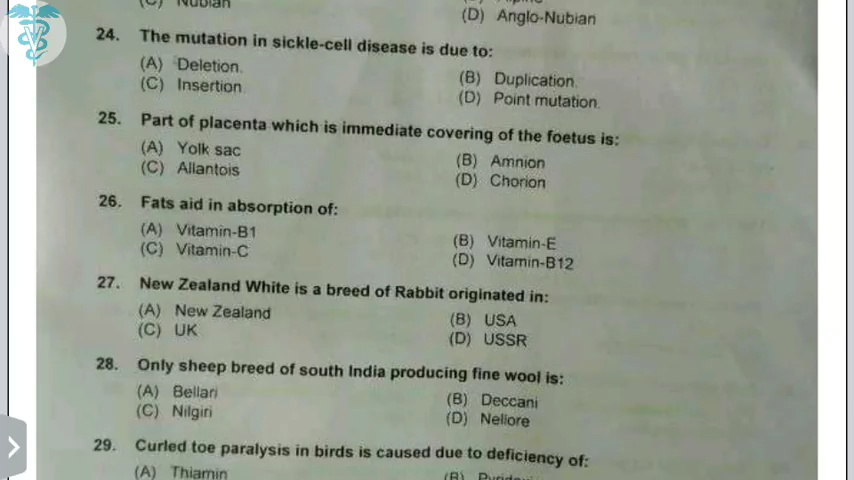 (C) Nubian
(D) Anglo-Nubian
24. The mutation in sickle-cell disease is due to:
(A) Deletion.
(B) Duplication.
(C) Insertion
(D) Point mutation.
25. Part of placenta which is immediate covering of the foetus is:
(A) Yolk sac
(B) Amnion
(C) Allantois
(D) Chorion
26. Fats aid in absorption of:
(A) Vitamin-B1
(B) Vitamin-E
(C) Vitamin-C
(D) Vitamin-B12
27. New Zealand White is a breed of Rabbit originated in:
(A) New Zealand
(B) USA
(C) UK
(D) USSR
28. Only sheep breed of south India producing fine wool is:
(A) Bellari
(B) Deccani
(C) Nilgiri
(D) Nellore
29. Curled toe paralysis in birds is caused due to deficiency of:
(A) Thiamin
(B)